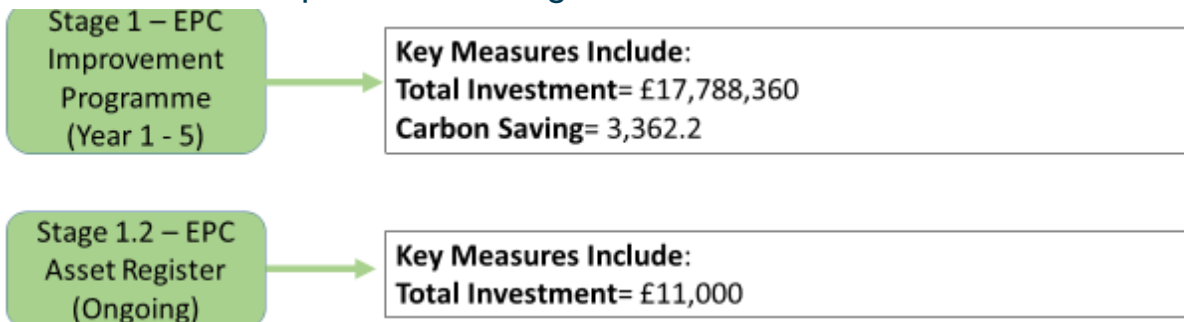 Stage 1 – EPC
Improvement
Programme
(Year 1 - 5)
Key Measures Include:
Total Investment= £17,788,360
Carbon Saving= 3,362.2
Stage 1.2 – EPC
Asset Register
(Ongoing)
Key Measures Include:
Total Investment= £11,000